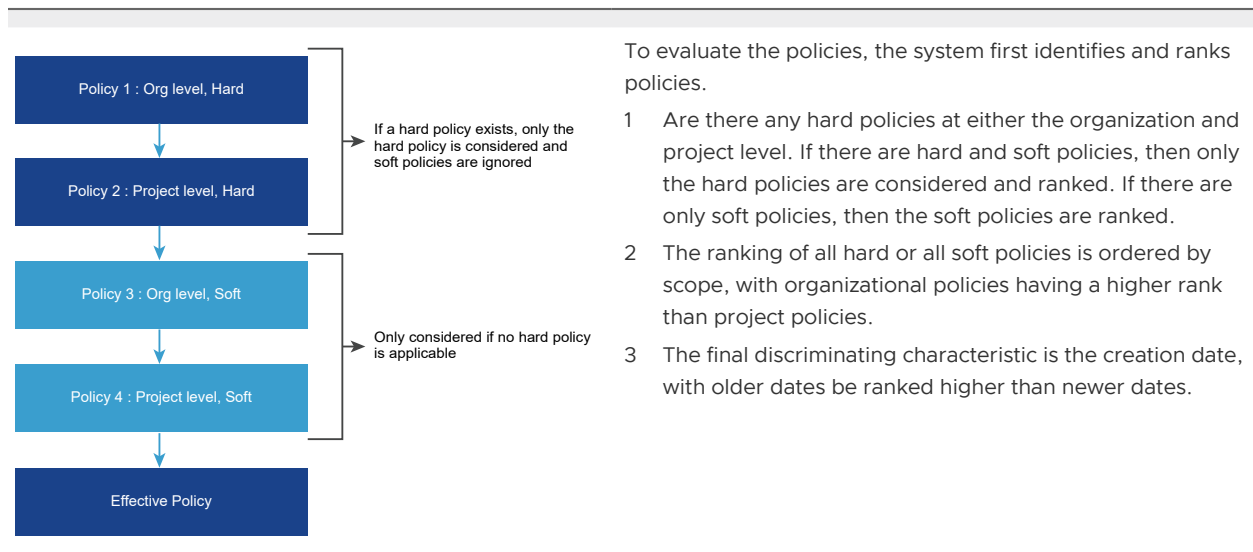 Policy 1 : Org level, Hard
Policy 2 : Project level, Hard
If a hard policy exists, only the
hard policy is considered and
soft policies are ignored
Policy 3 : Org level, Soft
Policy 4 : Project level, Soft
Only considered if no hard policy
is applicable
Effective Policy
To evaluate the policies, the system first identifies and ranks
policies.
1 Are there any hard policies at either the organization and
project level. If there are hard and soft policies, then only
the hard policies are considered and ranked. If there are
only soft policies, then the soft policies are ranked.
2 The ranking of all hard or all soft policies is ordered by
scope, with organizational policies having a higher rank
than project policies.
3 The final discriminating characteristic is the creation date,
with older dates be ranked higher than newer dates.